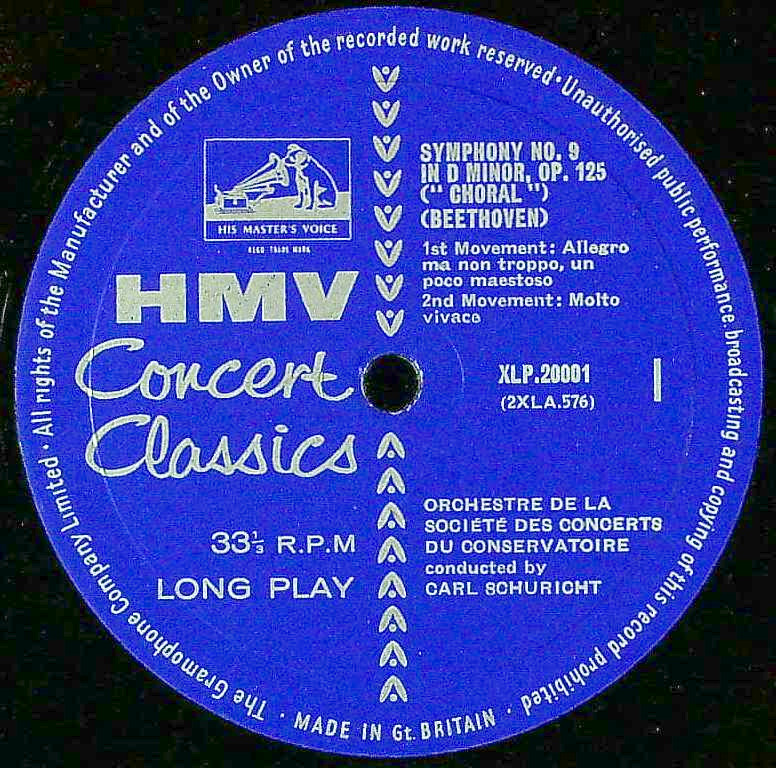 The Gramophone Company Limited · All rights of the Manufacturer and of the Owner of the recorded work reserved · Unauthorised public performance, broadcasting and copying of this record prohibited ·
HIS MASTER'S VOICE
REGD TRADE MARK
HMV
Concert
Classics
33⅓ R.P.M
LONG PLAY
SYMPHONY NO. 9
IN D MINOR, OP. 125
(" CHORAL ")
(BEETHOVEN)
1st Movement: Allegro
ma non troppo, un
poco maestoso
2nd Movement: Molto
vivace
XLP.20001
(2XLA.576)
1
ORCHESTRE DE LA
SOCIÉTÉ DES CONCERTS
DU CONSERVATOIRE
conducted by
CARL SCHURICHT
· MADE IN Gt. BRITAIN ·